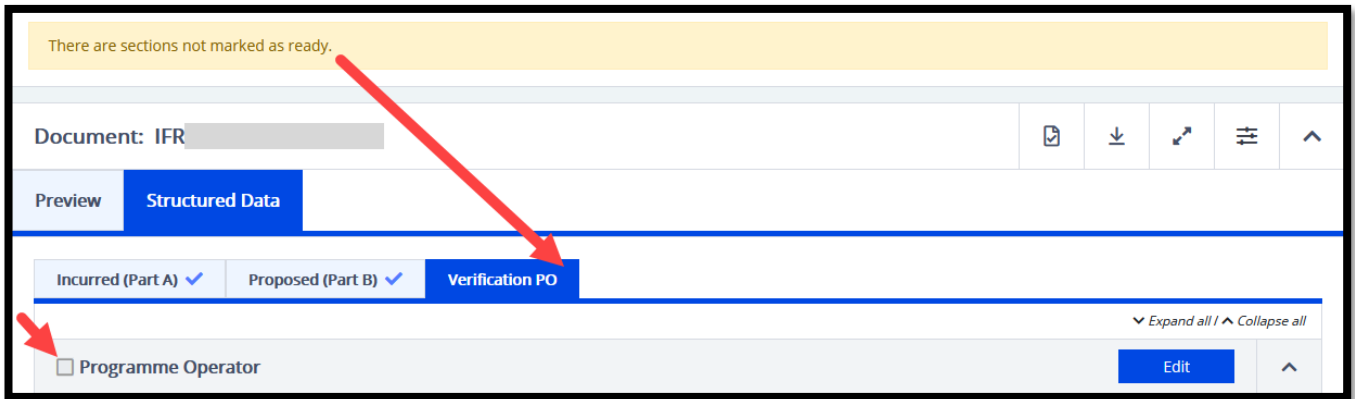 There are sections not marked as ready.
Document: IFR
Preview Structured Data
Incurred (Part A) Proposed (Part B) Verification PO
Expand all / Collapse all
Programme Operator Edit